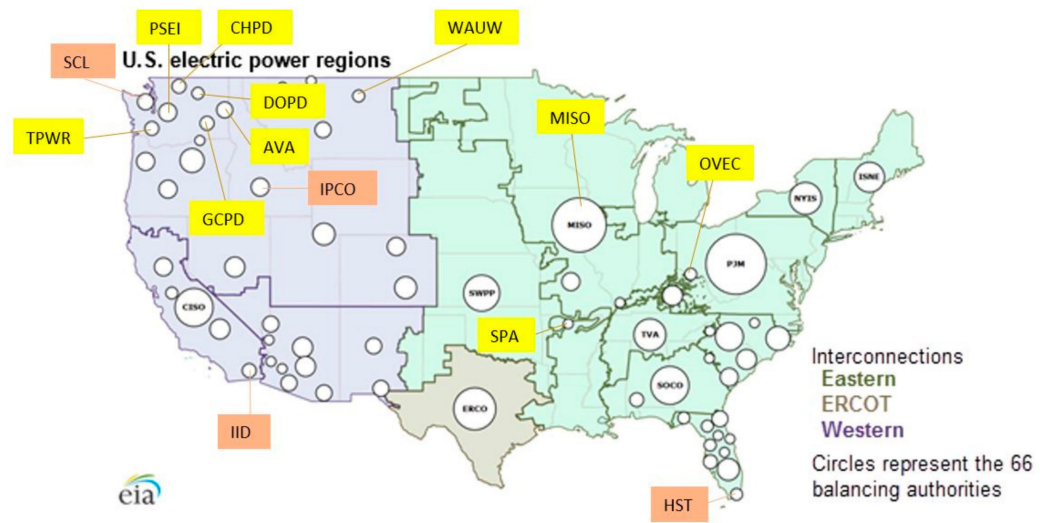 PSEI
CHPD
WAUW
SCL
U.S. electric power regions
DOPD
MISO
TPWR
AVA
OVEC
IPCO
ISNE
NYIS
GCPD
MISO
PJM
SWPP
CISO
SPA
TVA
Interconnections
Eastern
SOCO
ERCOT
ERCO
Western
IID
Circles represent the 66
balancing authorities
eia
HST